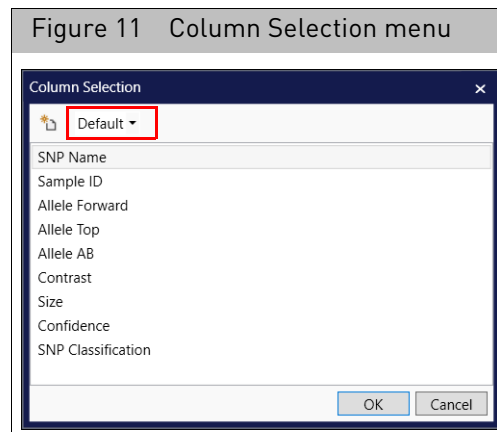 Figure 11 Column Selection menu
Column Selection
Default
SNP Name
Sample ID
Allele Forward
Allele Top
Allele AB
Contrast
Size
Confidence
SNP Classification
OK Cancel